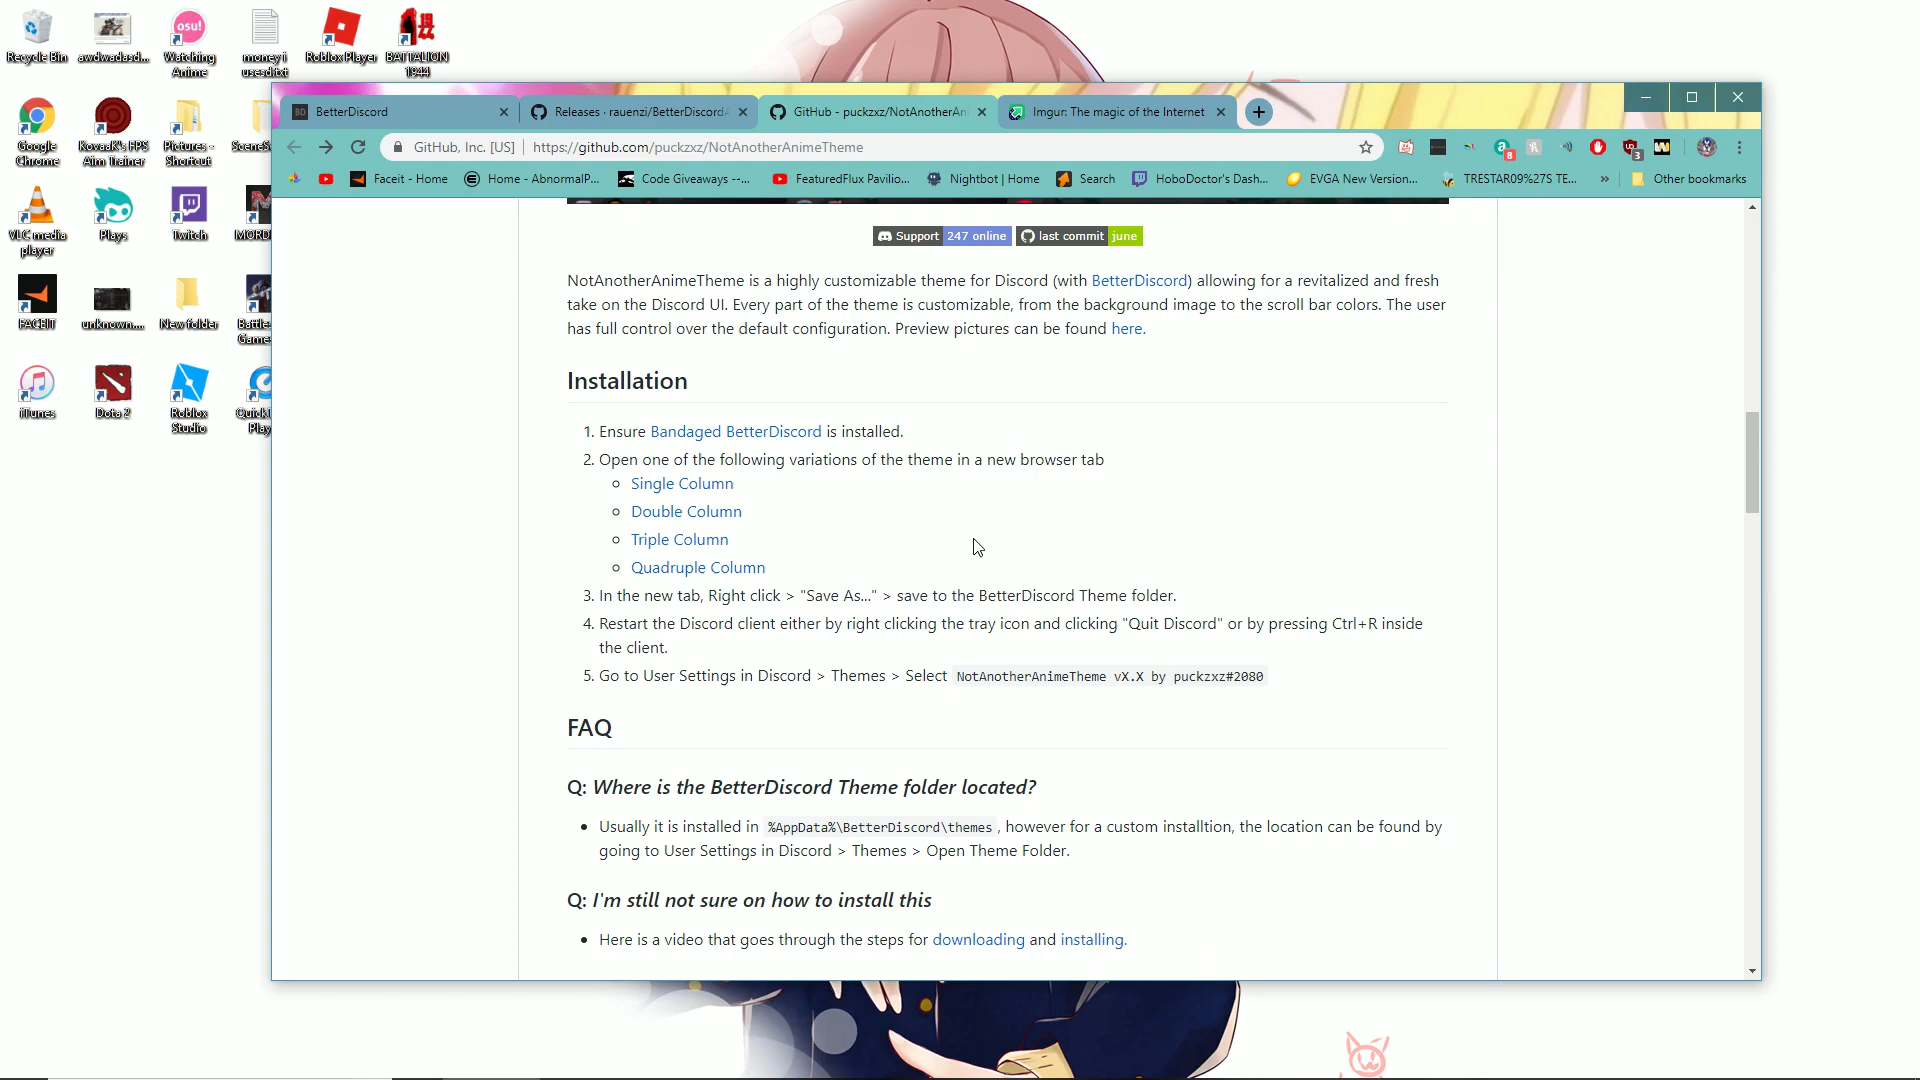 Recycle Bin
awdwadasd...
Watching
Anime
money i
used.txt
Roblox Player
BATTALION
1944
Google
Chrome
KovaaK's FPS
Aim Trainer
Pictures -
Shortcut
VLC media
player
Plays
Twitch
FACEIT
unknown....
New folder
iTunes
Dota 2
Roblox
Studio
BetterDiscord
Releases · rauenzi/BetterDiscordA
GitHub - puckzxz/NotAnotherAn
Imgur: The magic of the Internet
GitHub, Inc. [US] | https://github.com/puckzxz/NotAnotherAnimeTheme
Faceit - Home
Home - AbnormalP...
Code Giveaways --...
FeaturedFlux Pavilio...
Nightbot | Home
Search
HoboDoctor's Dash...
EVGA New Version...
TRESTAR09%27S TE...
»
Other bookmarks
Support 247 online
last commit june
NotAnotherAnimeTheme is a highly customizable theme for Discord (with BetterDiscord) allowing for a revitalized and fresh
take on the Discord UI. Every part of the theme is customizable, from the background image to the scroll bar colors. The user
has full control over the default configuration. Preview pictures can be found here.
Installation
1. Ensure Bandaged BetterDiscord is installed.
2. Open one of the following variations of the theme in a new browser tab
Single Column
Double Column
Triple Column
Quadruple Column
3. In the new tab, Right click > "Save As..." > save to the BetterDiscord Theme folder.
4. Restart the Discord client either by right clicking the tray icon and clicking "Quit Discord" or by pressing Ctrl+R inside
the client.
5. Go to User Settings in Discord > Themes > Select NotAnotherAnimeTheme vX.X by puckzxz#2080
FAQ
Q: Where is the BetterDiscord Theme folder located?
Usually it is installed in %AppData%\BetterDiscord\themes, however for a custom installtion, the location can be found by
going to User Settings in Discord > Themes > Open Theme Folder.
Q: I'm still not sure on how to install this
Here is a video that goes through the steps for downloading and installing.